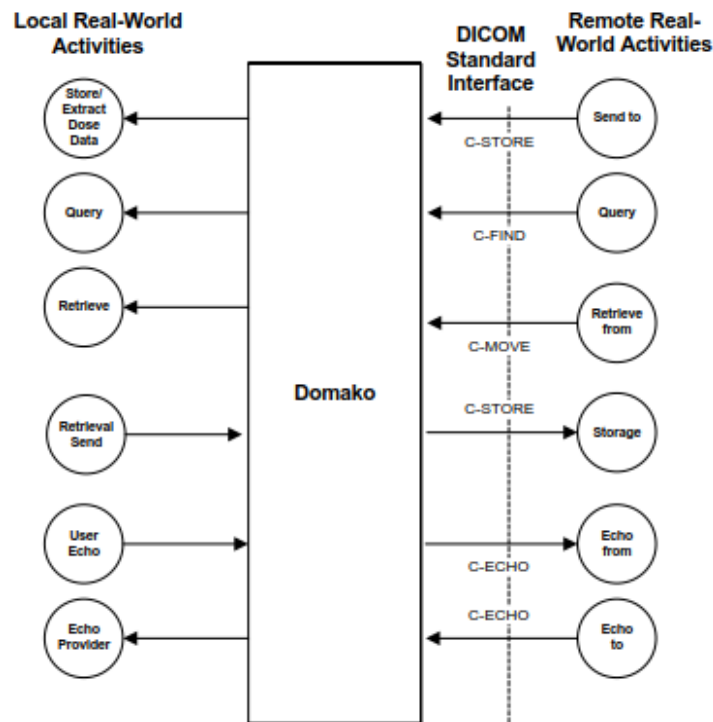 Local Real-World
Activities
DICOM
Standard
Interface
Remote Real-
World Activities
Store/
Extract
Dose
Data
C-STORE
Send to
Query
C-FIND
Query
Retrieve
C-MOVE
Retrieve
from
Domako
Retrieval
Send
C-STORE
Storage
User
Echo
C-ECHO
Echo
from
Echo
Provider
C-ECHO
Echo
to